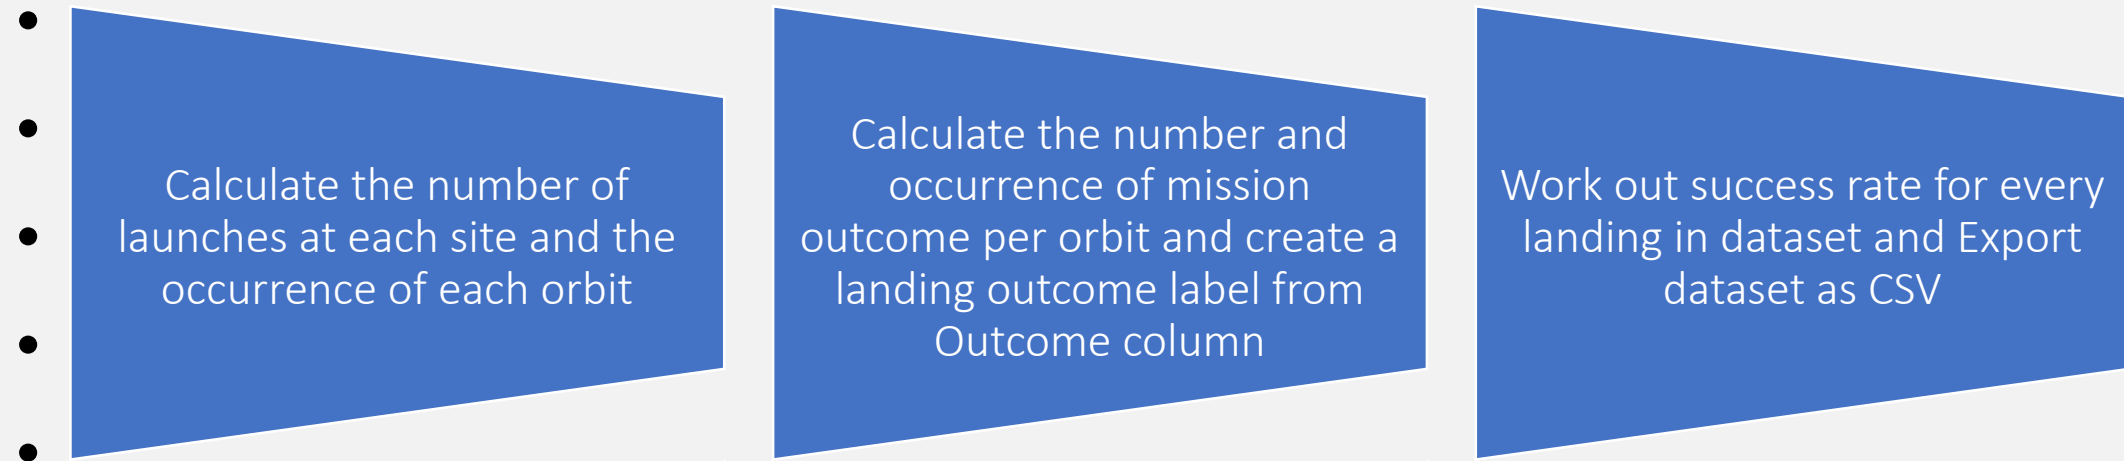 Calculate the number of
launches at each site and the
occurrence of each orbit
Calculate the number and
occurrence of mission
outcome per orbit and create a
landing outcome label from
Outcome column
Work out success rate for every
landing in dataset and Export
dataset as CSV